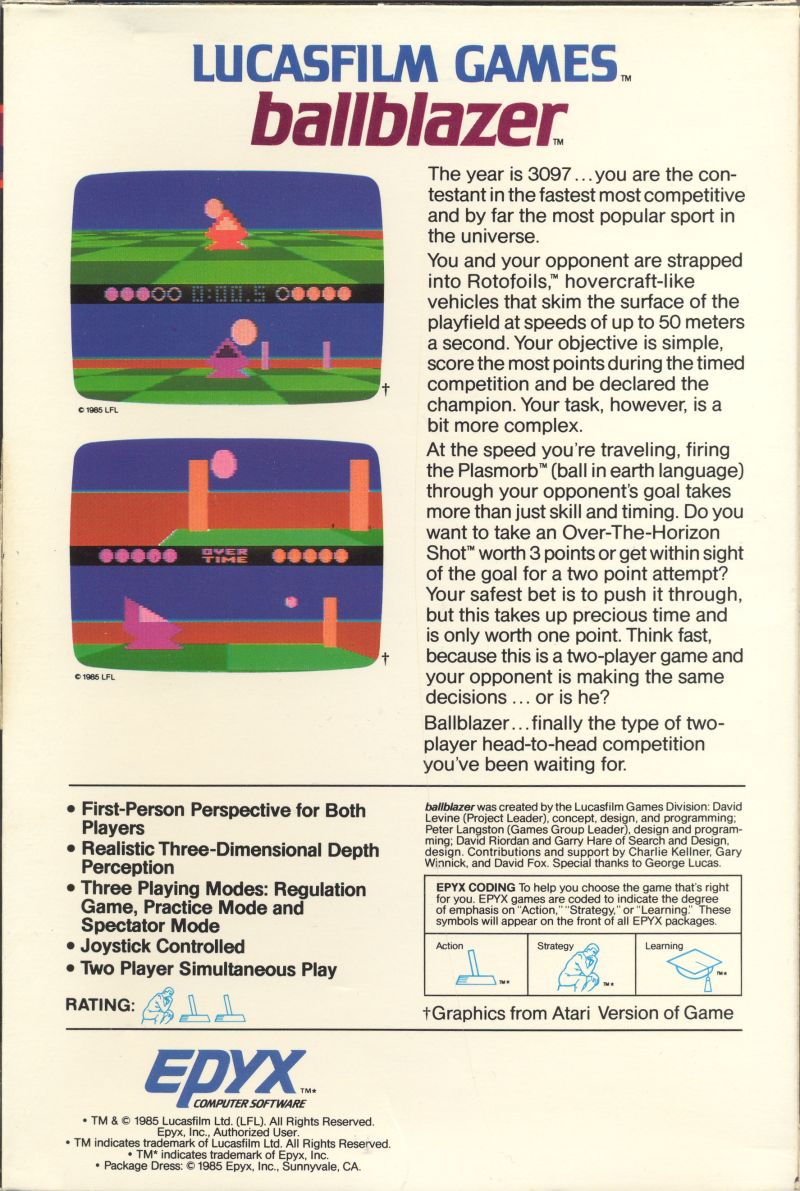 LUCASFILM GAMES™
ballblazer™
The year is 3097...you are the con-
testant in the fastest most competitive
and by far the most popular sport in
the universe.
You and your opponent are strapped
into Rotofoils,™ hovercraft-like
vehicles that skim the surface of the
playfield at speeds of up to 50 meters
a second. Your objective is simple,
score the most points during the timed
competition and be declared the
champion. Your task, however, is a
bit more complex.
At the speed you're traveling, firing
the Plasmorb™ (ball in earth language)
through your opponent's goal takes
more than just skill and timing. Do you
want to take an Over-The-Horizon
Shot™ worth 3 points or get within sight
of the goal for a two point attempt?
Your safest bet is to push it through,
but this takes up precious time and
is only worth one point. Think fast,
because this is a two-player game and
your opponent is making the same
decisions ... or is he?
Ballblazer...finally the type of two-
player head-to-head competition
you've been waiting for.
0:00.5
†
© 1985 LFL
OVER
TIME
†
© 1985 LFL
• First-Person Perspective for Both
Players
• Realistic Three-Dimensional Depth
Perception
• Three Playing Modes: Regulation
Game, Practice Mode and
Spectator Mode
• Joystick Controlled
• Two Player Simultaneous Play
RATING:
ballblazer was created by the Lucasfilm Games Division: David
Levine (Project Leader), concept, design, and programming;
Peter Langston (Games Group Leader), design and program-
ming; David Riordan and Garry Hare of Search and Design,
design. Contributions and support by Charlie Kellner, Gary
Winnick, and David Fox. Special thanks to George Lucas.
EPYX CODING To help you choose the game that's right
for you. EPYX games are coded to indicate the degree
of emphasis on "Action," "Strategy," or "Learning." These
symbols will appear on the front of all EPYX packages.
Action
™*
Strategy
™*
Learning
™*
†Graphics from Atari Version of Game
EPYX™*
COMPUTER SOFTWARE
• TM & © 1985 Lucasfilm Ltd. (LFL). All Rights Reserved.
Epyx, Inc., Authorized User.
• TM indicates trademark of Lucasfilm Ltd. All Rights Reserved.
• TM* indicates trademark of Epyx, Inc.
• Package Dress: © 1985 Epyx, Inc., Sunnyvale, CA.